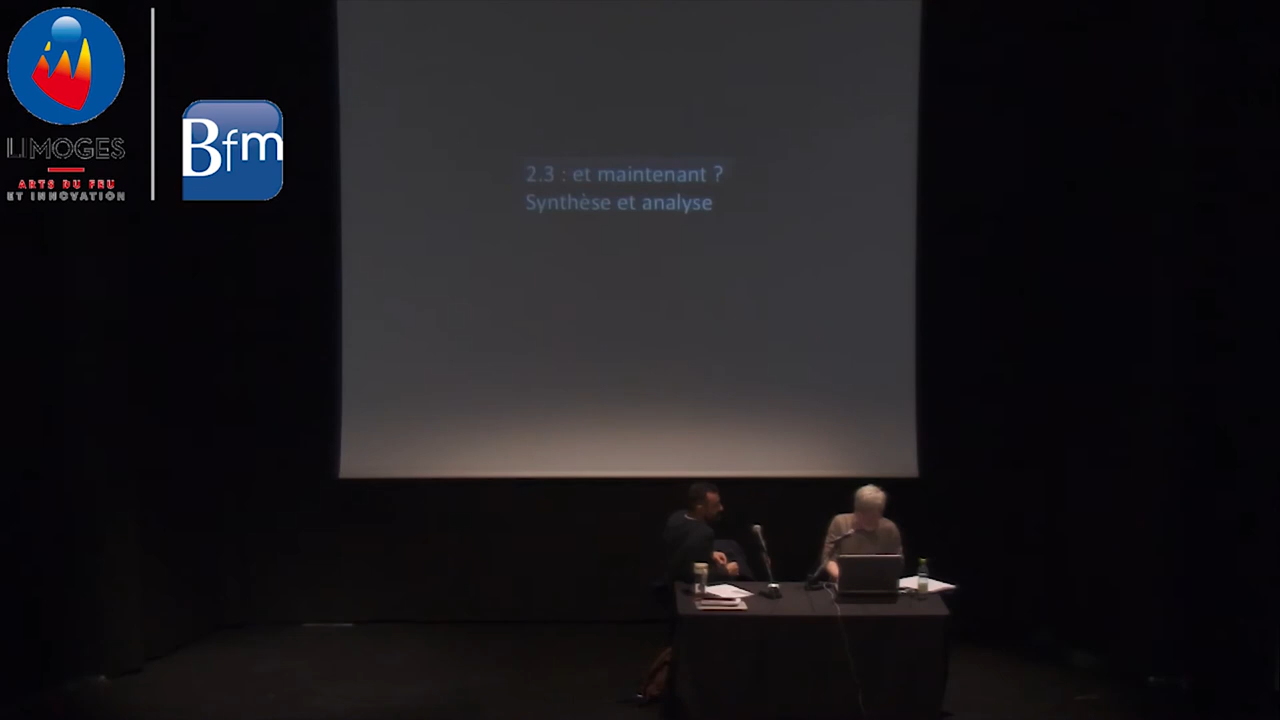 LIMOGES
ARTS DU FEU
ET INNOVATION
Bfm
2.3 : et maintenant ?
Synthèse et analyse